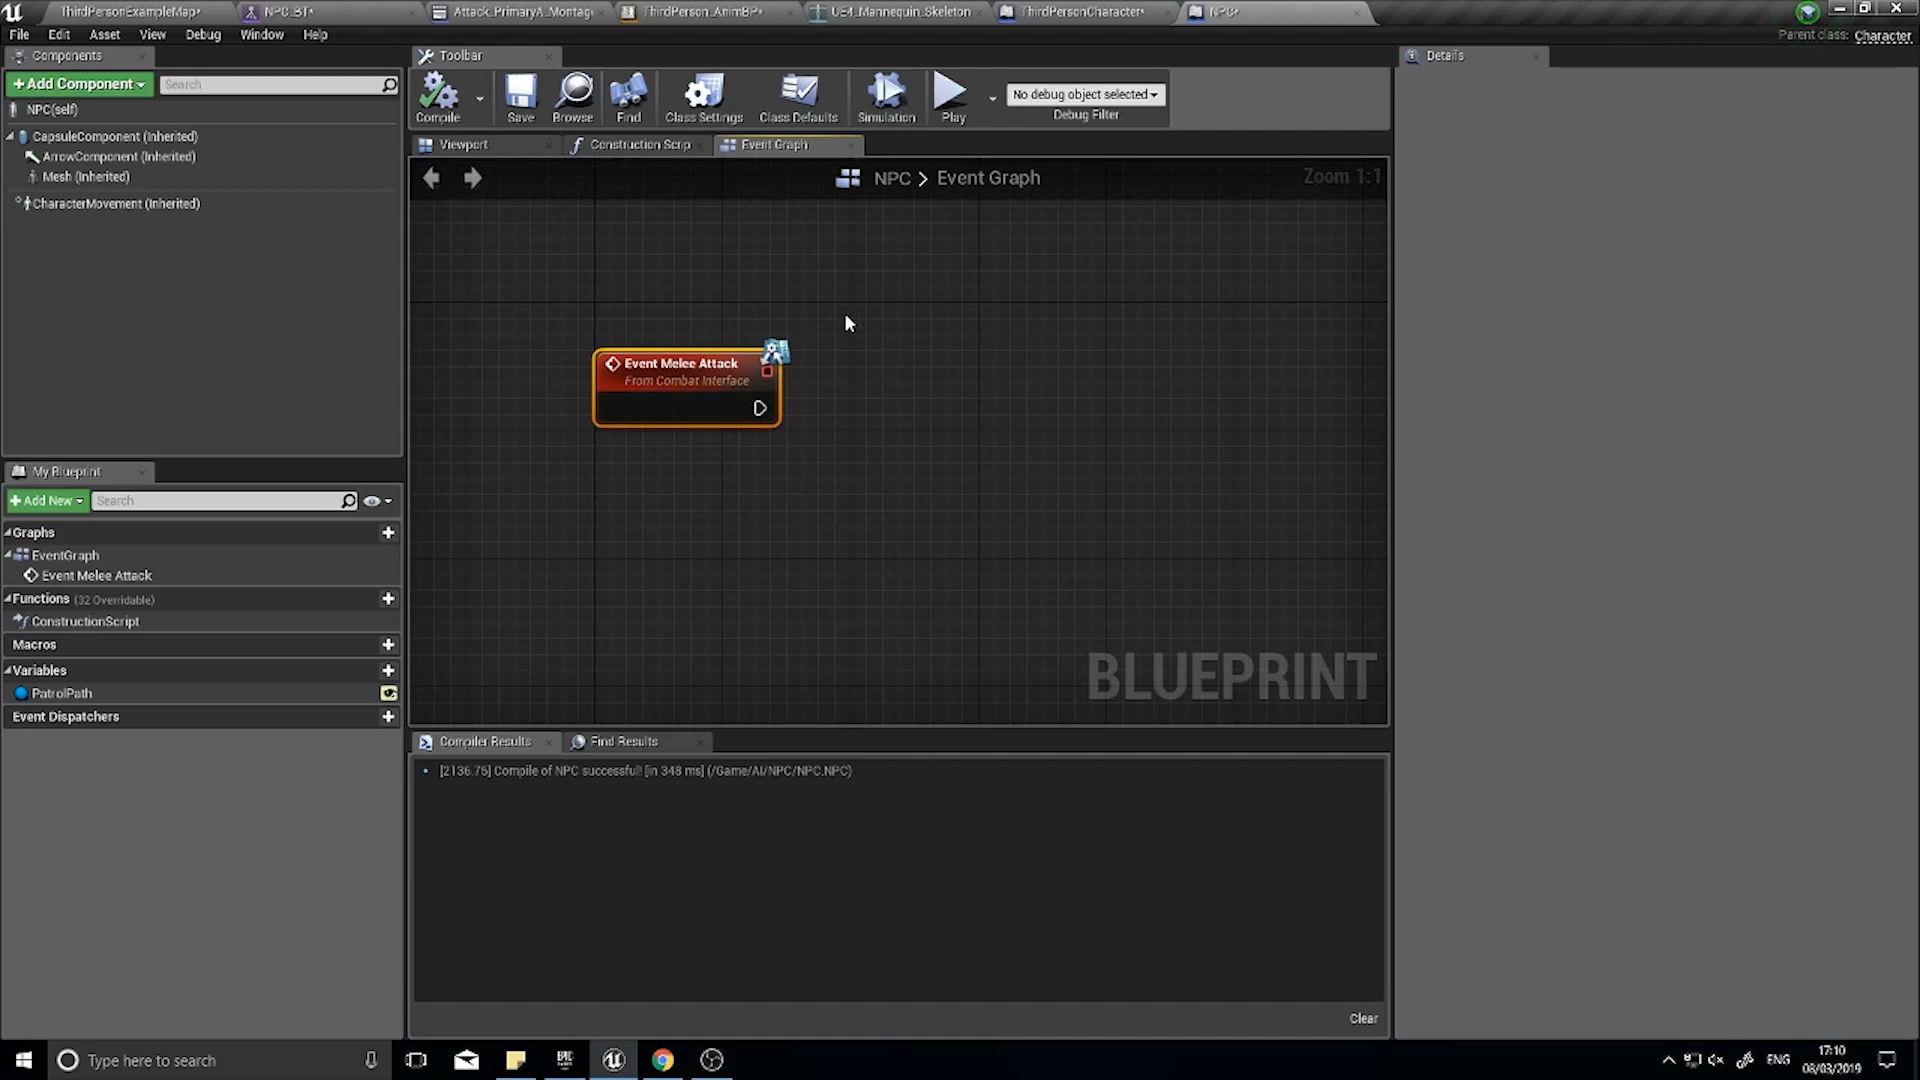 ThirdPersonExampleMap*
NPC_BT*
Attack_PrimaryA_Montag
ThirdPerson_AnimBP*
UE4_Mannequin_Skeleton
ThirdPersonCharacter*
NPC*
File Edit Asset View Debug Window Help
Parent class: Character
Components
+Add Component
Search
NPC(self)
CapsuleComponent (Inherited)
ArrowComponent (Inherited)
Mesh (Inherited)
CharacterMovement (Inherited)
Toolbar
Compile
Save
Browse
Find
Class Settings
Class Defaults
Simulation
Play
No debug object selected
Debug Filter
Viewport
Construction Scrip
Event Graph
NPC > Event Graph
Zoom 1:1
Event Melee Attack
From Combat Interface
BLUEPRINT
My Blueprint
+Add New
Search
Graphs
EventGraph
Event Melee Attack
Functions (32 Overridable)
ConstructionScript
Macros
Variables
PatrolPath
Event Dispatchers
Compiler Results
Find Results
[2136.75] Compile of NPC successful! [in 348 ms] (/Game/AI/NPC/NPC.NPC)
Clear
Details
Type here to search
ENG
17:10
08/03/2019